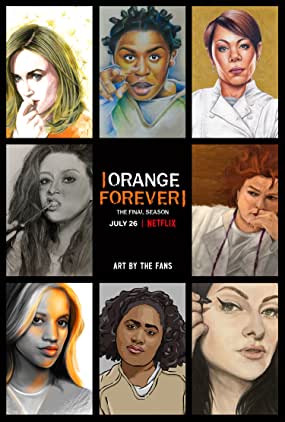 ORANGE
FOREVER
THE FINAL SEASON
JULY 26 | NETFLIX
ART BY THE FANS